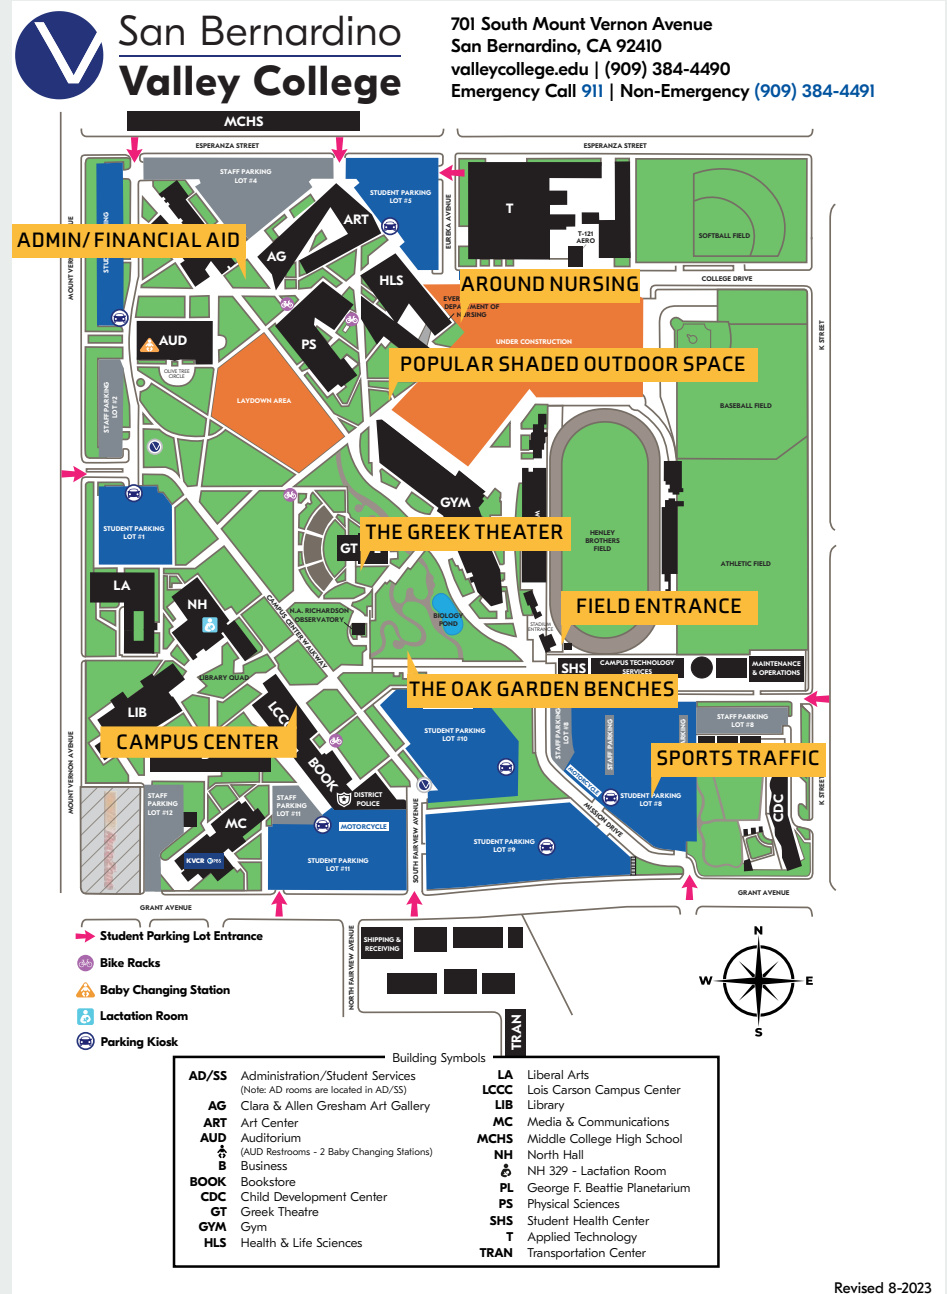 San Bernardino
Valley College
701 South Mount Vernon Avenue
San Bernardino, CA 92410
valleycollege.edu | (909) 384-4490
Emergency Call 911 | Non-Emergency (909) 384-4491
MCHS
ESPERANZA STREET
ESPERANZA STREET
STAFF PARKING
LOT #4
STUDENT PARKING
LOT #5
ART
AG
EUREKA AVENUE
T
T-121
AERO
SOFTBALL FIELD
ADMIN/ FINANCIAL AID
HLS
COLLEGE DRIVE
AROUND NURSING
UNDER CONSTRUCTION
K STREET
AUD
OLIVE TREE
CIRCLE
PS
POPULAR SHADED OUTDOOR SPACE
STAFF PARKING
LOT #2
LAYDOWN AREA
BASEBALL FIELD
GYM
STUDENT PARKING
LOT #1
GT
THE GREEK THEATER
HENLEY
BROTHERS
FIELD
ATHLETIC FIELD
LA
NH
CAMPUS CENTER WALKWAY
N.A. RICHARDSON
OBSERVATORY
BIOLOGY
POND
STADIUM
ENTRANCE
FIELD ENTRANCE
SHS
CAMPUS TECHNOLOGY
SERVICES
MAINTENANCE
& OPERATIONS
LIBRARY QUAD
THE OAK GARDEN BENCHES
LIB
CAMPUS CENTER
STUDENT PARKING
LOT #10
STAFF PARKING
LOT #8
STAFF PARKING
PARKING
STAFF PARKING
LOT #8
SPORTS TRAFFIC
MOUNT VERNON AVENUE
BOOK
DISTRICT
POLICE
MOTORCYCLE
STUDENT PARKING
LOT #8
MISSION DRIVE
CDC
STAFF
PARKING
LOT #12
STAFF
PARKING
LOT #11
MC
KVCR PBS
MOTORCYCLE
STUDENT PARKING
LOT #11
SOUTH FAIRVIEW AVENUE
STUDENT PARKING
LOT #9
GRANT AVENUE
GRANT AVENUE
NORTH FAIRVIEW AVENUE
SHIPPING &
RECEIVING
TRAN
Student Parking Lot Entrance
Bike Racks
Baby Changing Station
Lactation Room
Parking Kiosk
N
W
E
S
Building Symbols
AD/SS Administration/Student Services
(Note: AD rooms are located in AD/SS)
AG Clara & Allen Gresham Art Gallery
ART Art Center
AUD Auditorium
(AUD Restrooms - 2 Baby Changing Stations)
B Business
BOOK Bookstore
CDC Child Development Center
GT Greek Theatre
GYM Gym
HLS Health & Life Sciences
LA Liberal Arts
LCCC Lois Carson Campus Center
LIB Library
MC Media & Communications
MCHS Middle College High School
NH North Hall
NH 329 - Lactation Room
PL George F. Beattie Planetarium
PS Physical Sciences
SHS Student Health Center
T Applied Technology
TRAN Transportation Center
Revised 8-2023